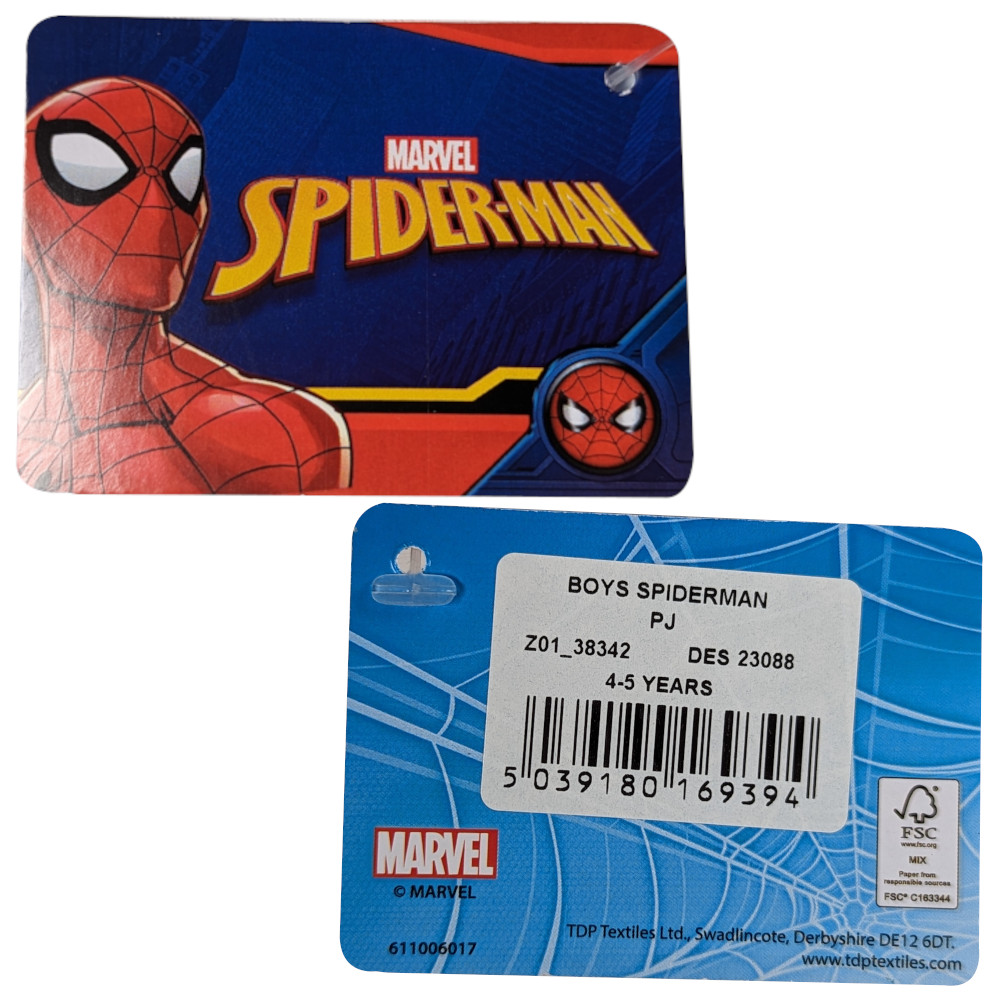 MARVEL
SPIDER-MAN
BOYS SPIDERMAN
PJ
Z01_38342 DES 23088
4-5 YEARS
5 039180 169394
FSC
www.fsc.org
MIX
Paper from
responsible sources
FSC® C163344
MARVEL
© MARVEL
611006017
TDP Textiles Ltd., Swadlincote, Derbyshire DE12 6DT.
www.tdptextiles.com